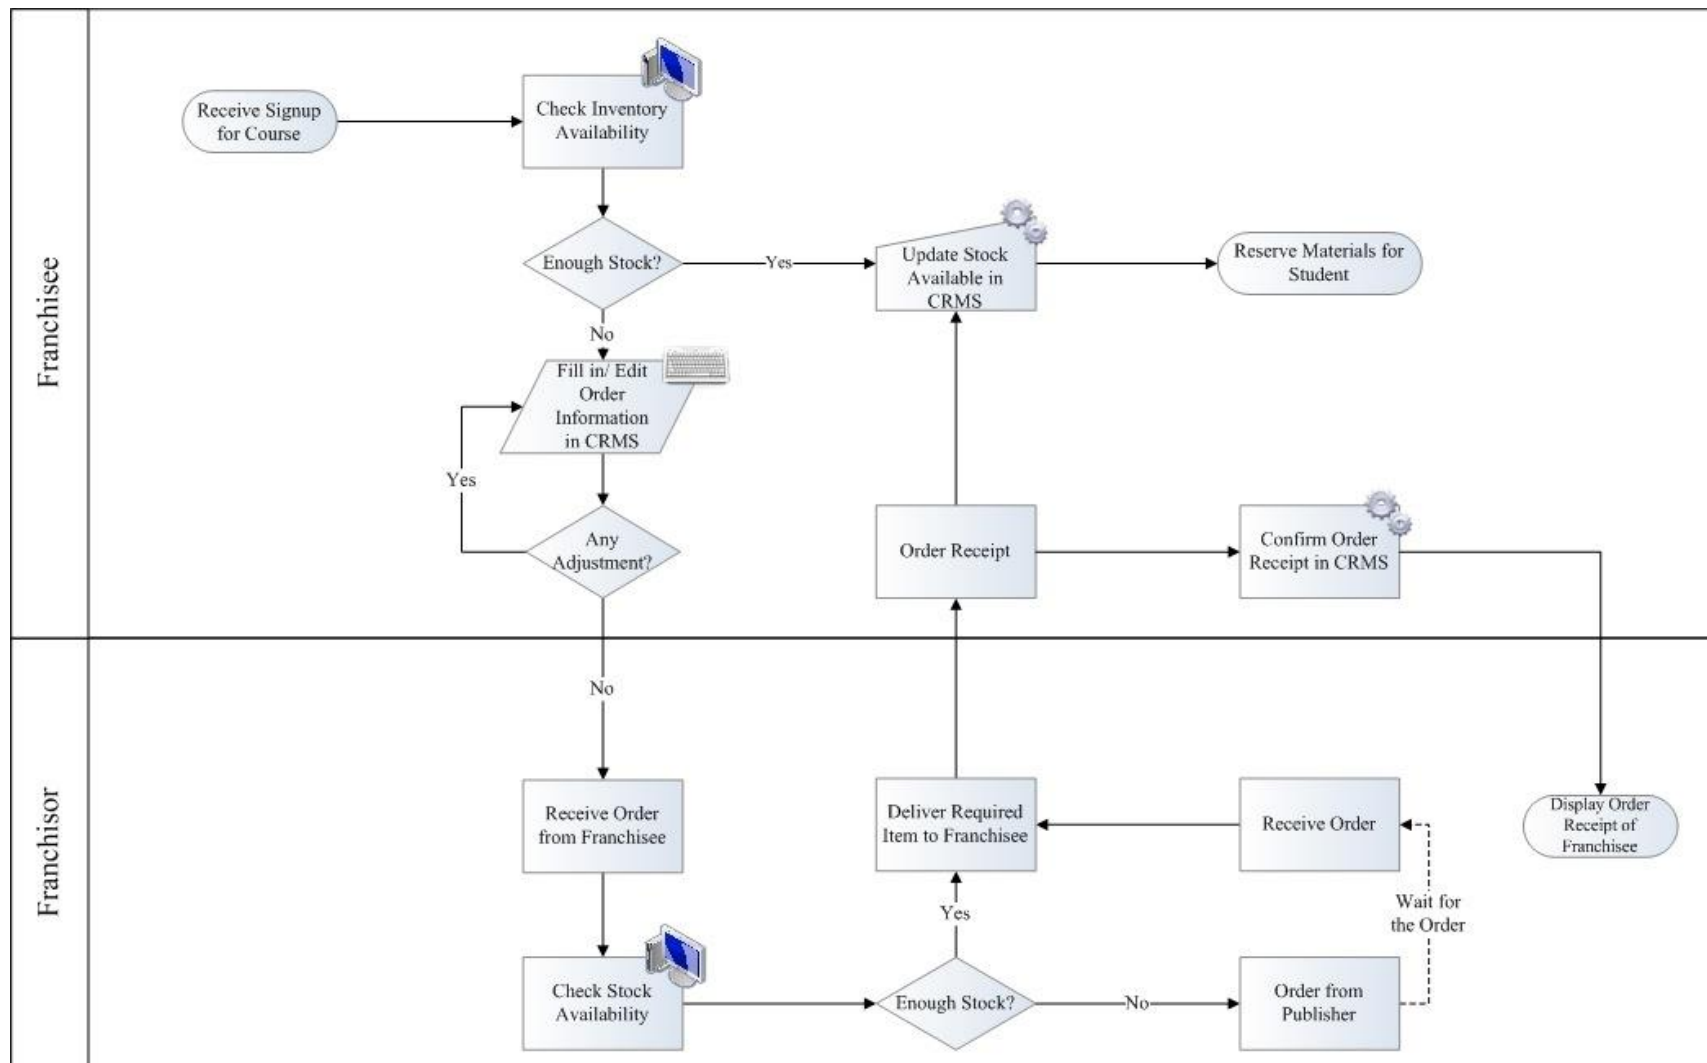 Franchisee
Receive Signup
for Course
Check Inventory
Availability
Enough Stock?
Yes
Update Stock
Available in
CRMS
Reserve Materials for
Student
No
Fill in/ Edit
Order
Information
in CRMS
Yes
Any
Adjustment?
Order Receipt
Confirm Order
Receipt in CRMS
Franchisor
No
Receive Order
from Franchisee
Deliver Required
Item to Franchisee
Receive Order
Display Order
Receipt of
Franchisee
Yes
Wait for
the Order
Check Stock
Availability
Enough Stock?
No
Order from
Publisher